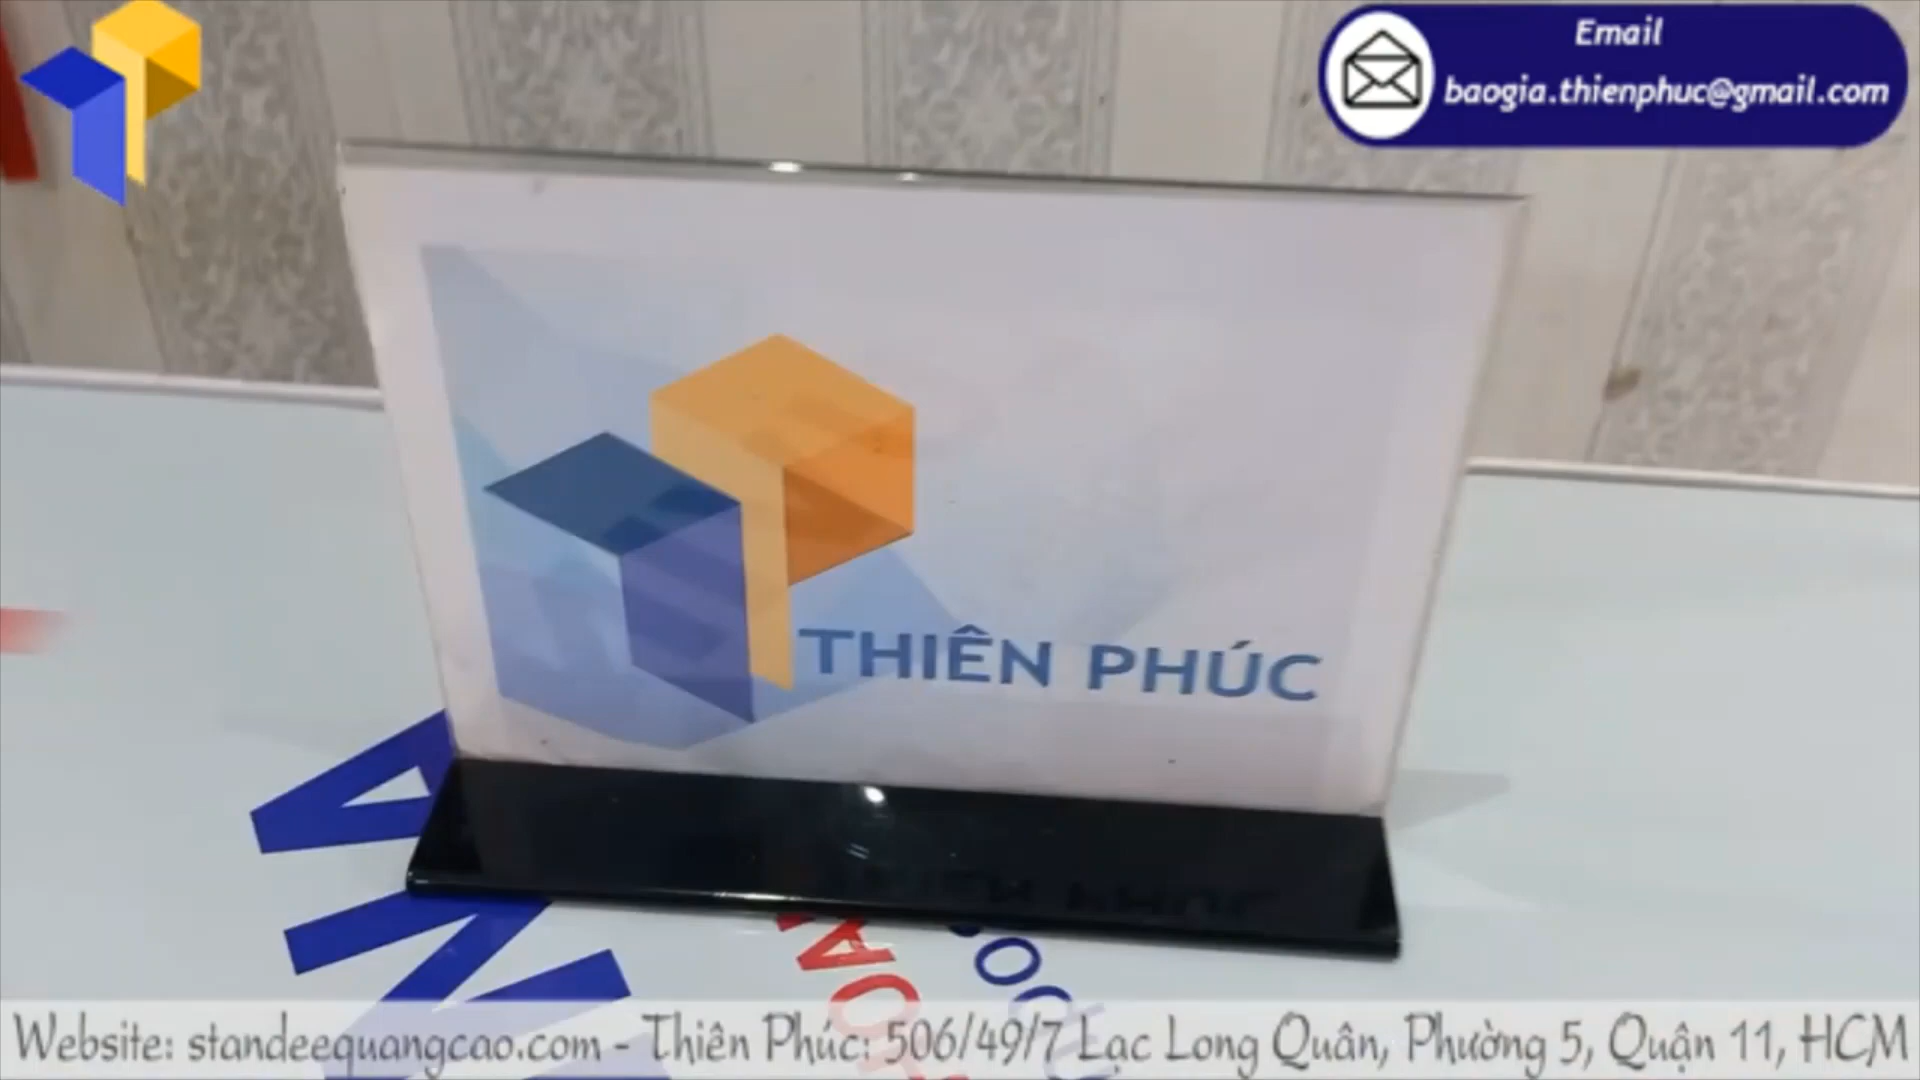 Email
baogia.thienphuc@gmail.com
THIÊN PHÚC
Website: standeequangcao.com - Thiên Phúc: 506/49/7 Lạc Long Quân, Phường 5, Quận 11, HCM